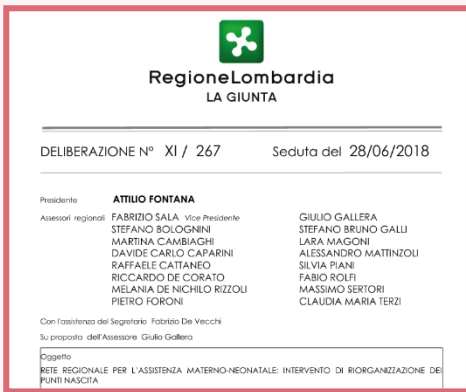 RegioneLombardia
LA GIUNTA
DELIBERAZIONE N° XI / 267 Seduta del 28/06/2018
Presidente ATTILIO FONTANA
Assessori regionali FABRIZIO SALA Vice Presidente GIULIO GALLERA
STEFANO BOLOGNINI STEFANO BRUNO GALLI
MARTINA CAMBIAGHI LARA MAGONI
DAVIDE CARLO CAPARINI ALESSANDRO MATTINZOLI
RAFFAELE CATTANEO SILVIA PIANI
RICCARDO DE CORATO FABIO ROLFI
MELANIA DE NICHILO RIZZOLI MASSIMO SERTORI
PIETRO FORONI CLAUDIA MARIA TERZI
Con l'assistenza del Segretario Fabrizio De Vecchi
Su proposta dell'Assessore Giulio Gallera
Oggetto
RETE REGIONALE PER L'ASSISTENZA MATERNO-NEONATALE: INTERVENTO DI RIORGANIZZAZIONE DEI
PUNTI NASCITA